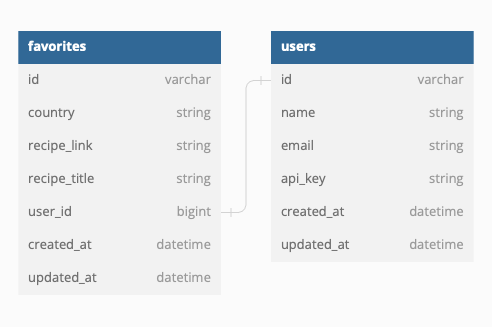 favorites
id varchar
country string
recipe_link string
recipe_title string
user_id bigint
created_at datetime
updated_at datetime
users
id varchar
name string
email string
api_key string
created_at datetime
updated_at datetime